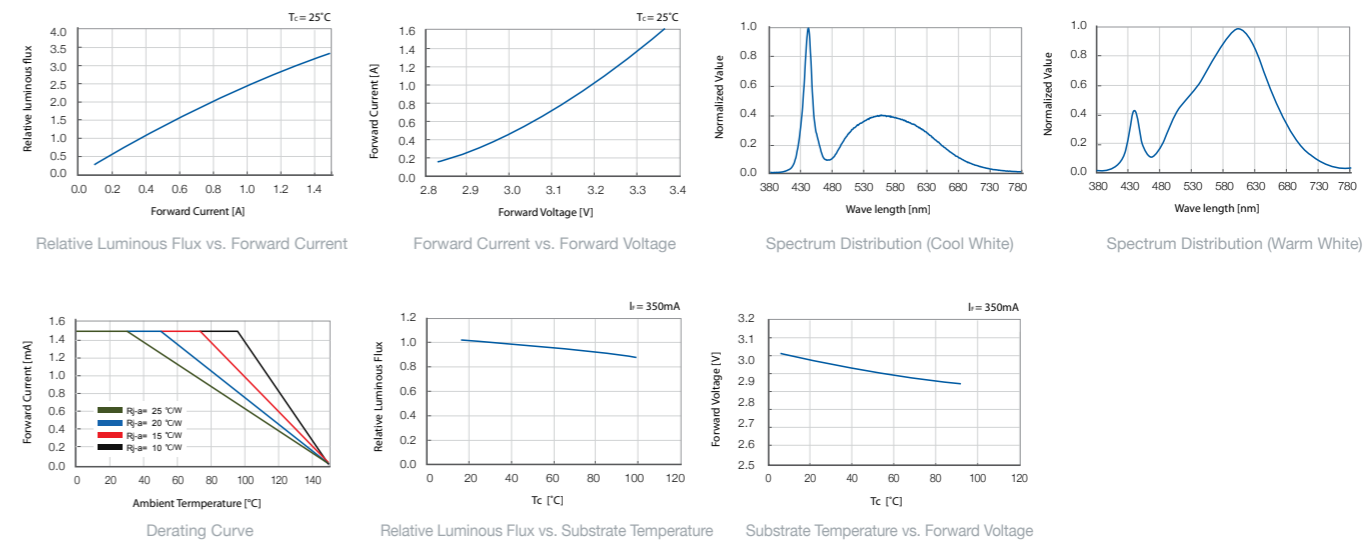 Tc= 25˚C
Relative luminous flux
4.0
3.5
3.0
2.5
2.0
1.5
1.0
0.5
0.0
0.0 0.2 0.4 0.6 0.8 1.0 1.2 1.4
Forward Current [A]
Relative Luminous Flux vs. Forward Current
Tc= 25˚C
Forward Current [A]
1.6
1.4
1.2
1.0
0.8
0.6
0.4
0.2
0.0
2.8 2.9 3.0 3.1 3.2 3.3 3.4
Forward Voltage [V]
Forward Current vs. Forward Voltage
Normalized Value
1.0
0.8
0.6
0.4
0.2
0.0
380 430 480 530 580 630 680 730 780
Wave length [nm]
Spectrum Distribution (Cool White)
Normalized Value
1.0
0.8
0.6
0.4
0.2
0.0
380 430 480 530 580 630 680 730 780
Wave length [nm]
Spectrum Distribution (Warm White)
Forward Current [mA]
1.6
1.4
1.2
1.0
0.8
0.6
0.4
0.2
0.0
Rj-a= 25 ℃/W
Rj-a= 20 ℃/W
Rj-a= 15 ℃/W
Rj-a= 10 ℃/W
0 20 40 60 80 100 120 140
Ambient Termperature [°C]
Derating Curve
IF= 350mA
Relative Luminous Flux
1.2
1.0
0.8
0.6
0.4
0.2
0.0
0 20 40 60 80 100 120
Tc [˚C]
Relative Luminous Flux vs. Substrate Temperature
IF= 350mA
Forward Voltage [V]
3.2
3.1
3.0
2.9
2.8
2.7
2.6
2.5
0 20 40 60 80 100 120
Tc [˚C]
Substrate Temperature vs. Forward Voltage